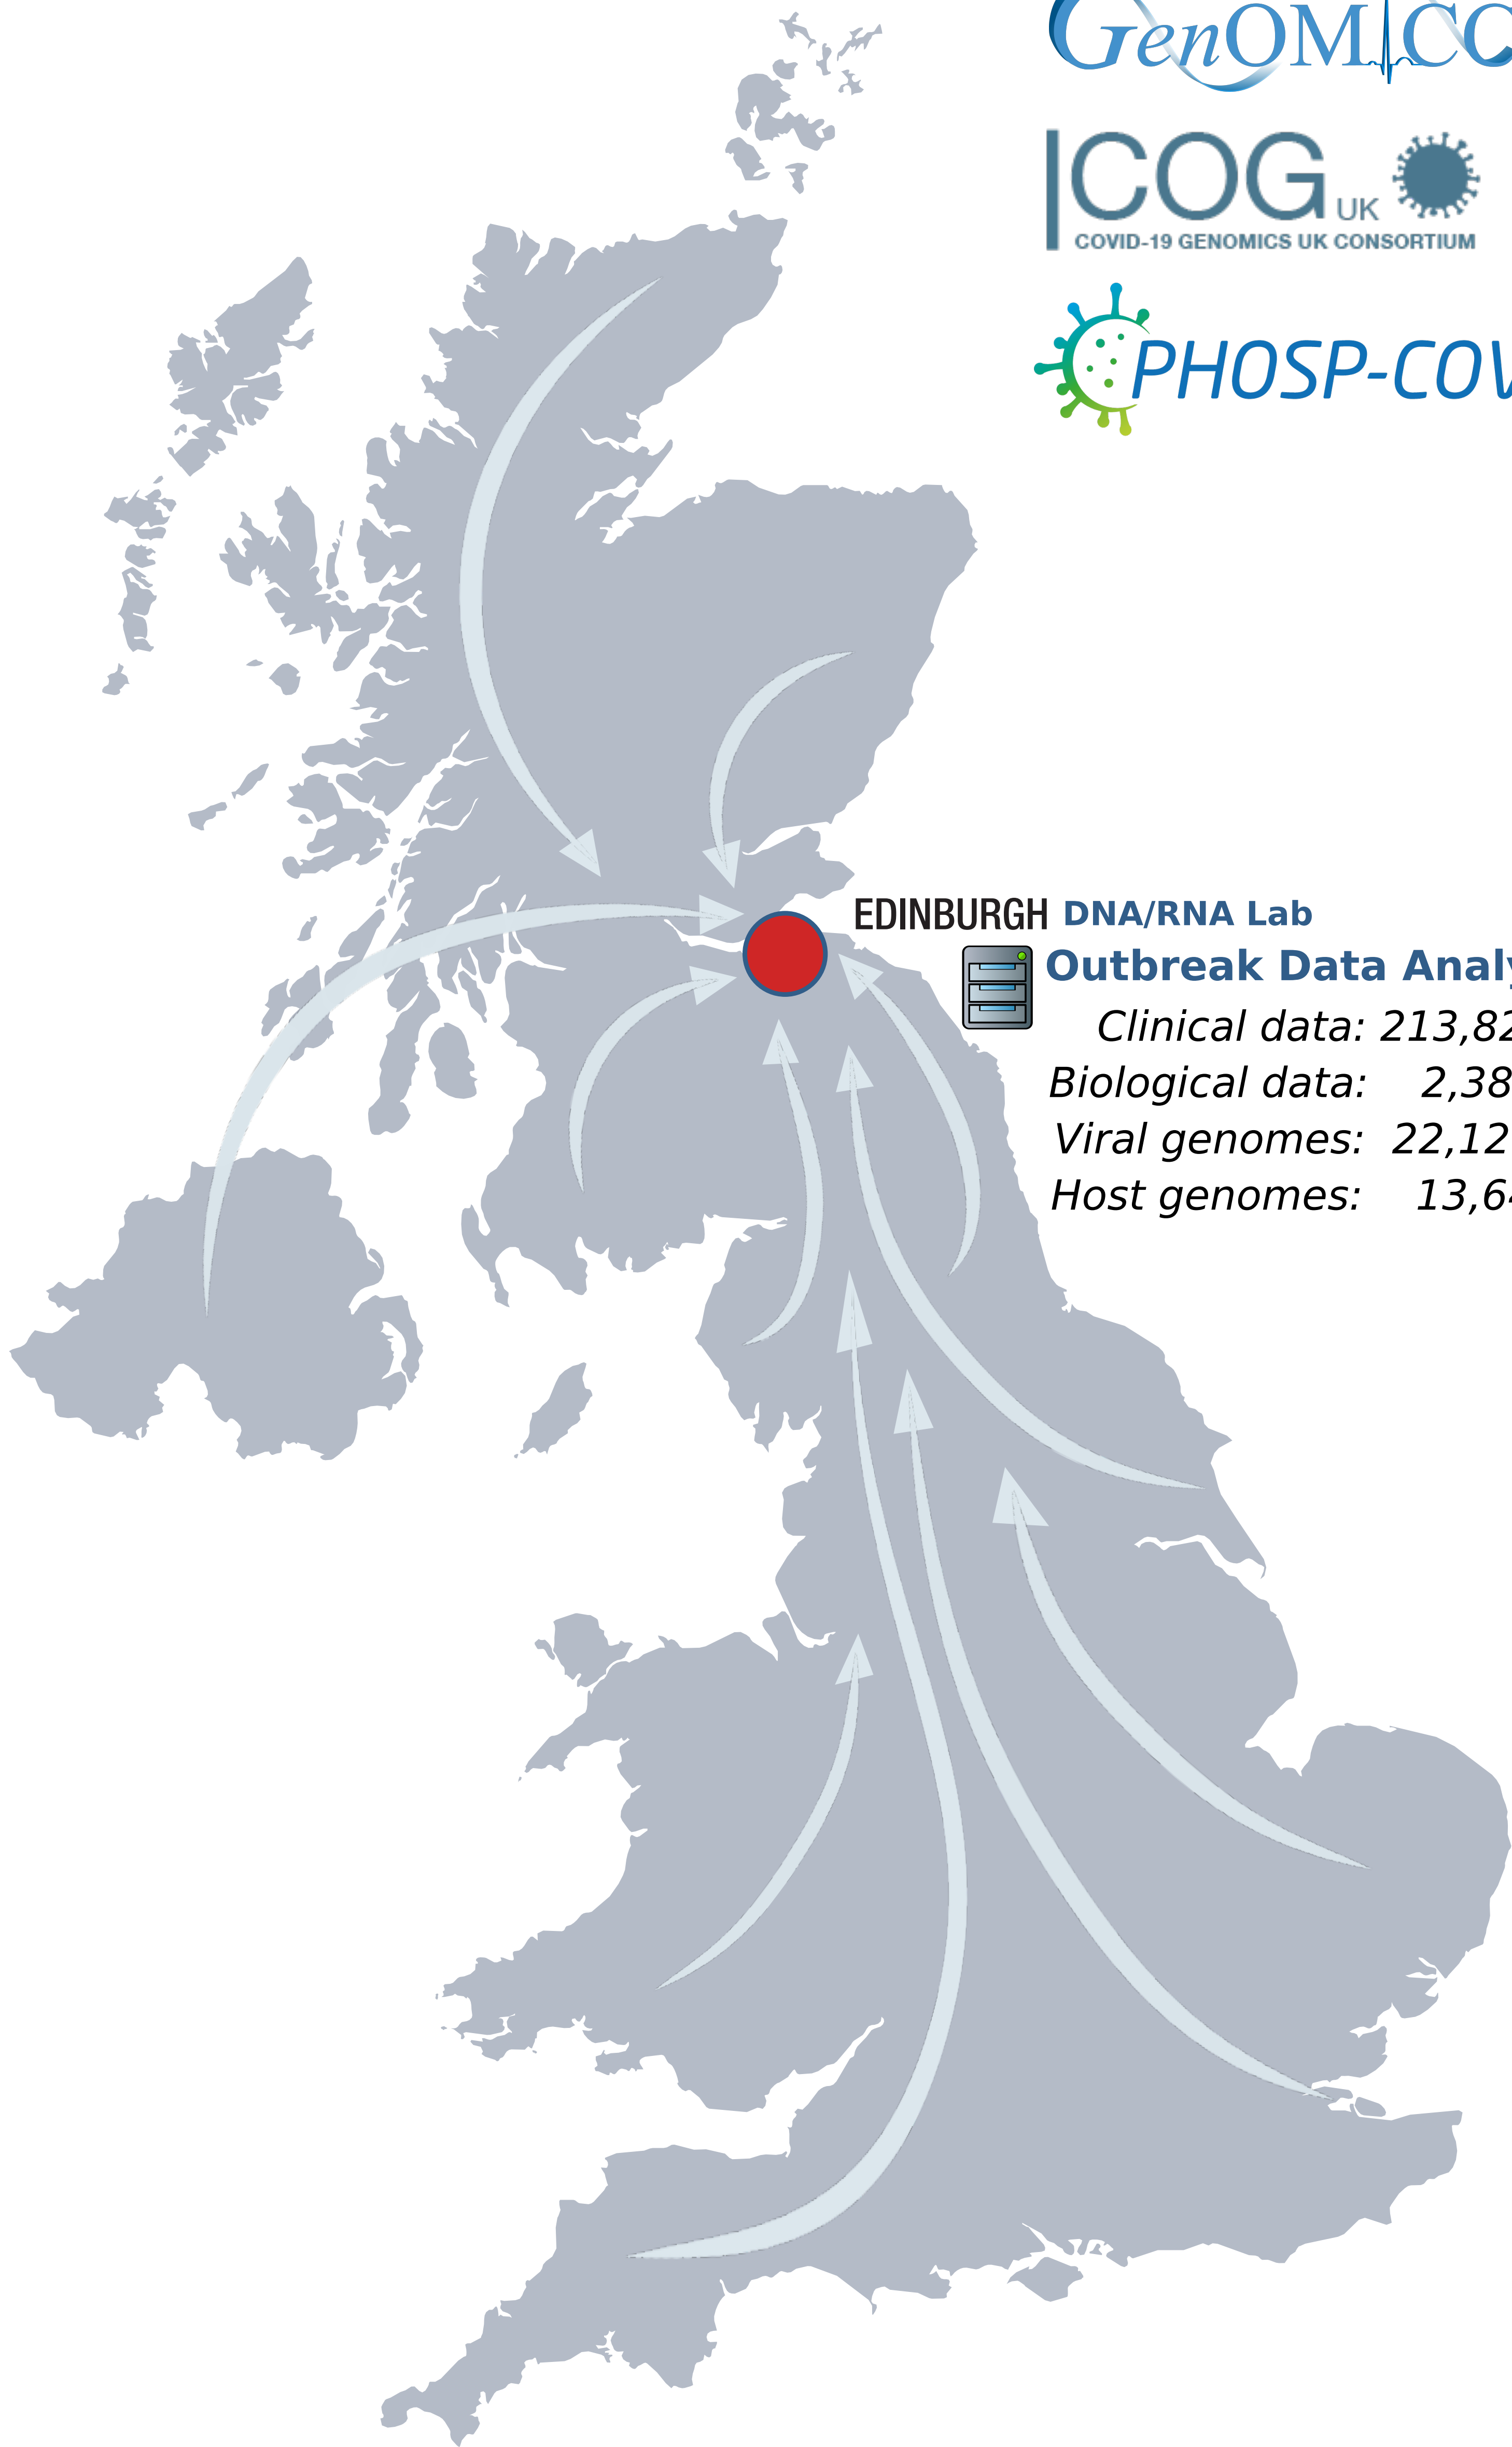 GenOMICC
COG UK
COVID-19 GENOMICS UK CONSORTIUM
PHOSP-COV
EDINBURGH DNA/RNA Lab
Outbreak Data Analy
Clinical data: 213,82
Biological data: 2,38
Viral genomes: 22,12
Host genomes: 13,64